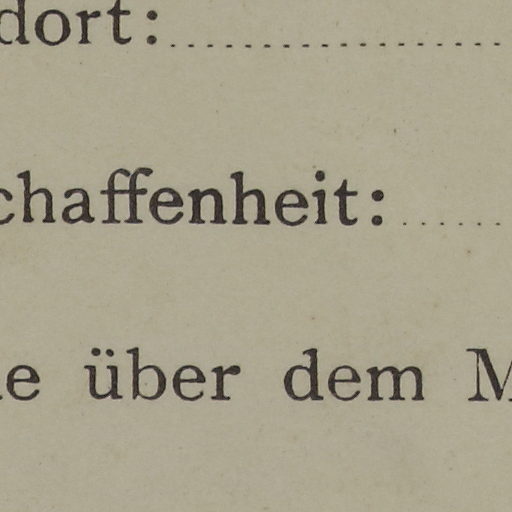 dort:
chaffenheit:
e über dem M